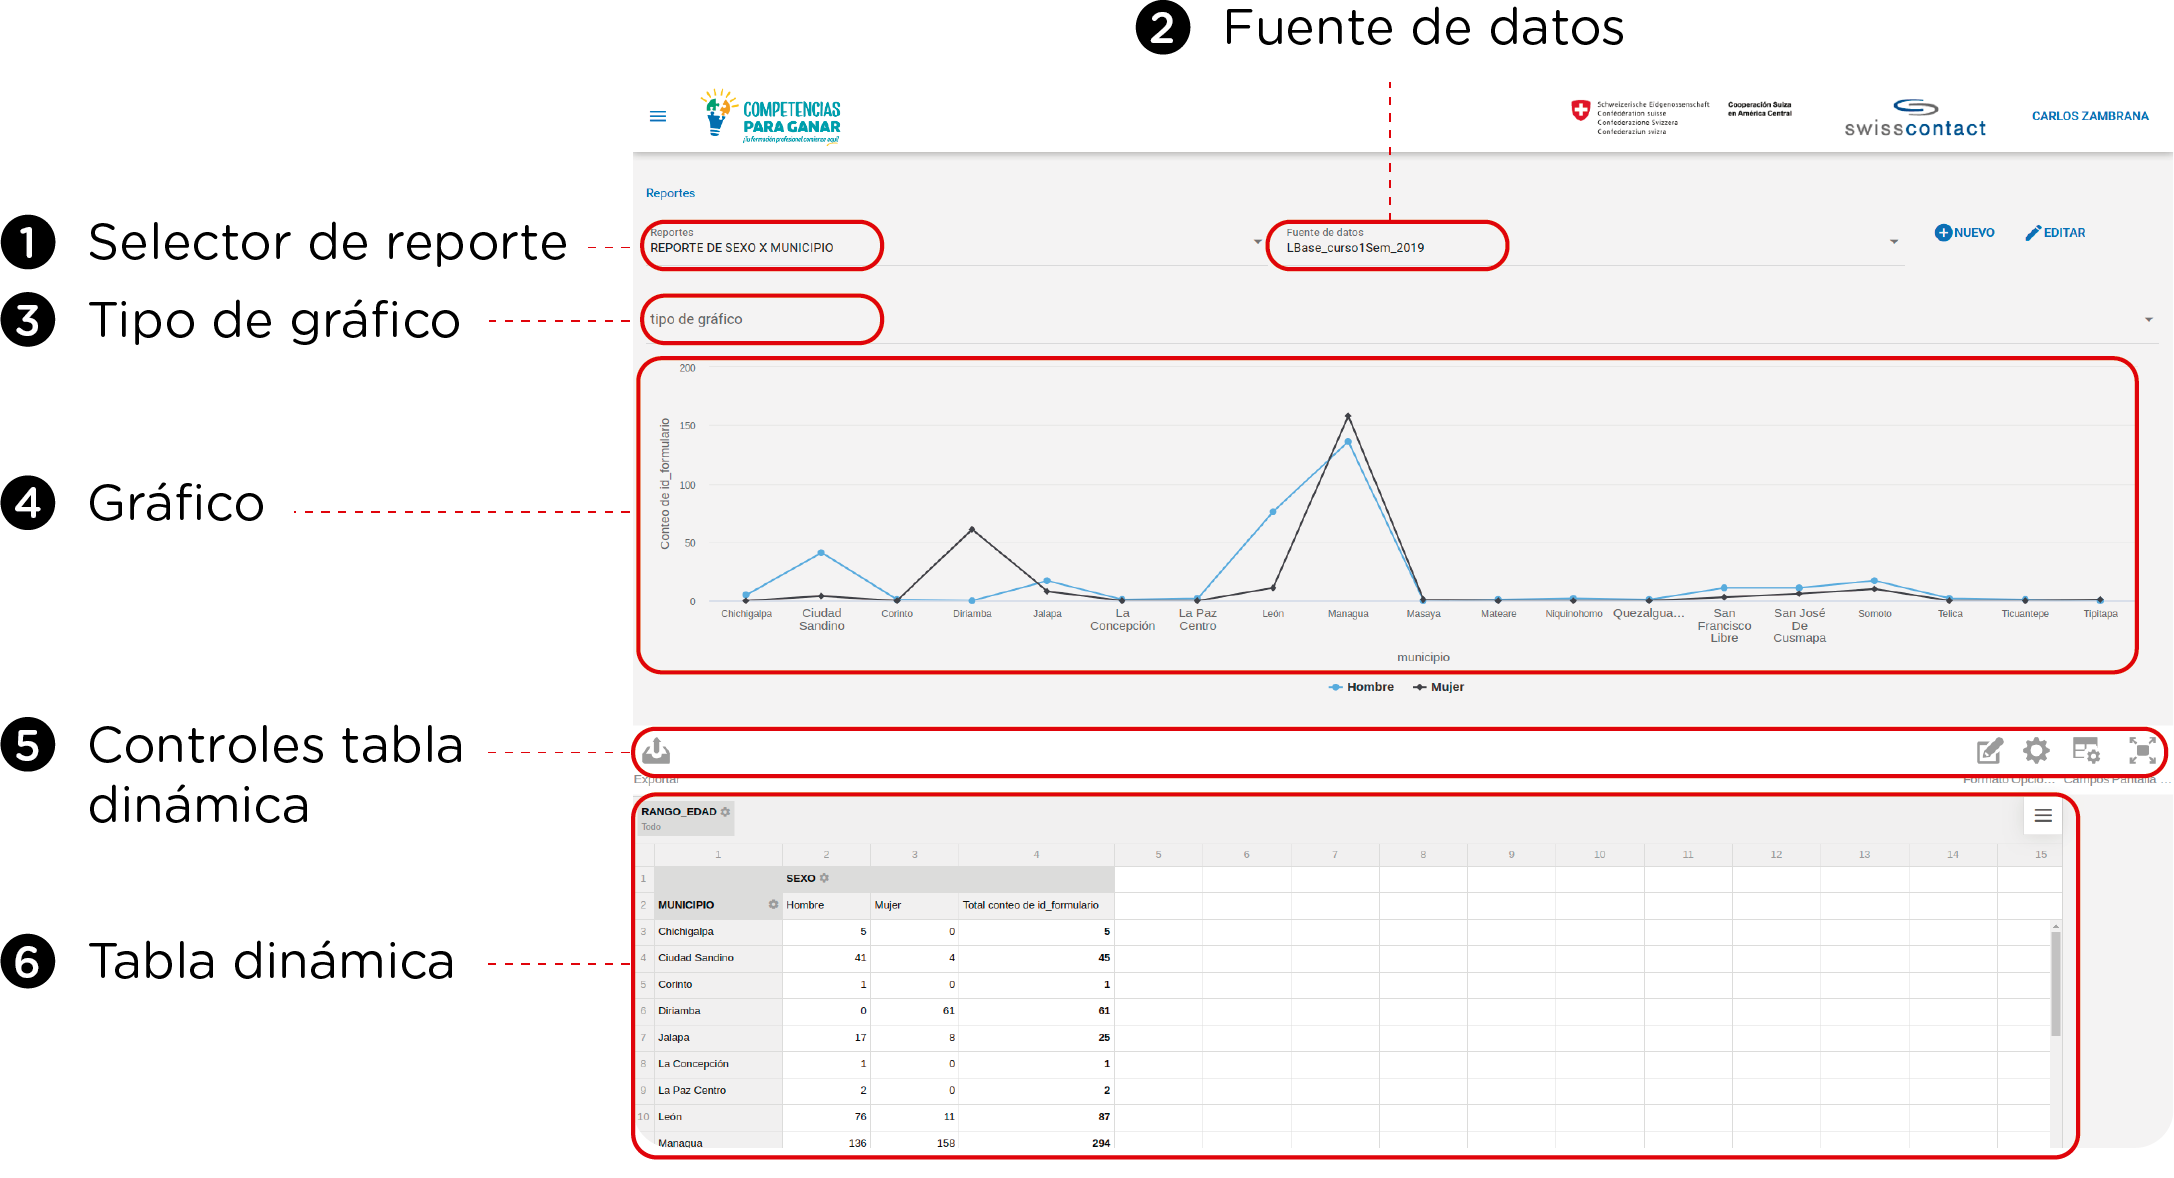 2 Fuente de datos
COMPETENCIAS
PARA GANAR
¡tu formación profesional comienza aquí!
Schweizerische Eidgenossenschaft
Confédération suisse
Confederazione Svizzera
Confederaziun svizra
Cooperación Suiza
en América Central
swisscontact
CARLOS ZAMBRANA
Reportes
1 Selector de reporte
Reportes
REPORTE DE SEXO X MUNICIPIO
Fuente de datos
LBase_curso1Sem_2019
NUEVO
EDITAR
3 Tipo de gráfico
tipo de gráfico
4 Gráfico
200
150
100
50
0
Conteo de id_formulario
Chichigalpa
Ciudad
Sandino
Corinto
Diriamba
Jalapa
La
Concepción
La Paz
Centro
León
Managua
Masaya
Mateare
Niquinohomo
Quezalgua...
San
Francisco
Libre
San José
De
Cusmapa
Somoto
Telica
Ticuantepe
Tipitapa
municipio
Hombre Mujer
5 Controles tabla
dinámica
Exportar
Formato Opcio... Campos Pantalla ...
6 Tabla dinámica
RANGO_EDAD
Todo
1 2 3 4 5 6 7 8 9 10 11 12 13 14 15
1 SEXO
2 MUNICIPIO Hombre Mujer Total conteo de id_formulario
3 Chichigalpa 5 0 5
4 Ciudad Sandino 41 4 45
5 Corinto 1 0 1
6 Diriamba 0 61 61
7 Jalapa 17 8 25
8 La Concepción 1 0 1
9 La Paz Centro 2 0 2
10 León 76 11 87
Managua 136 158 294